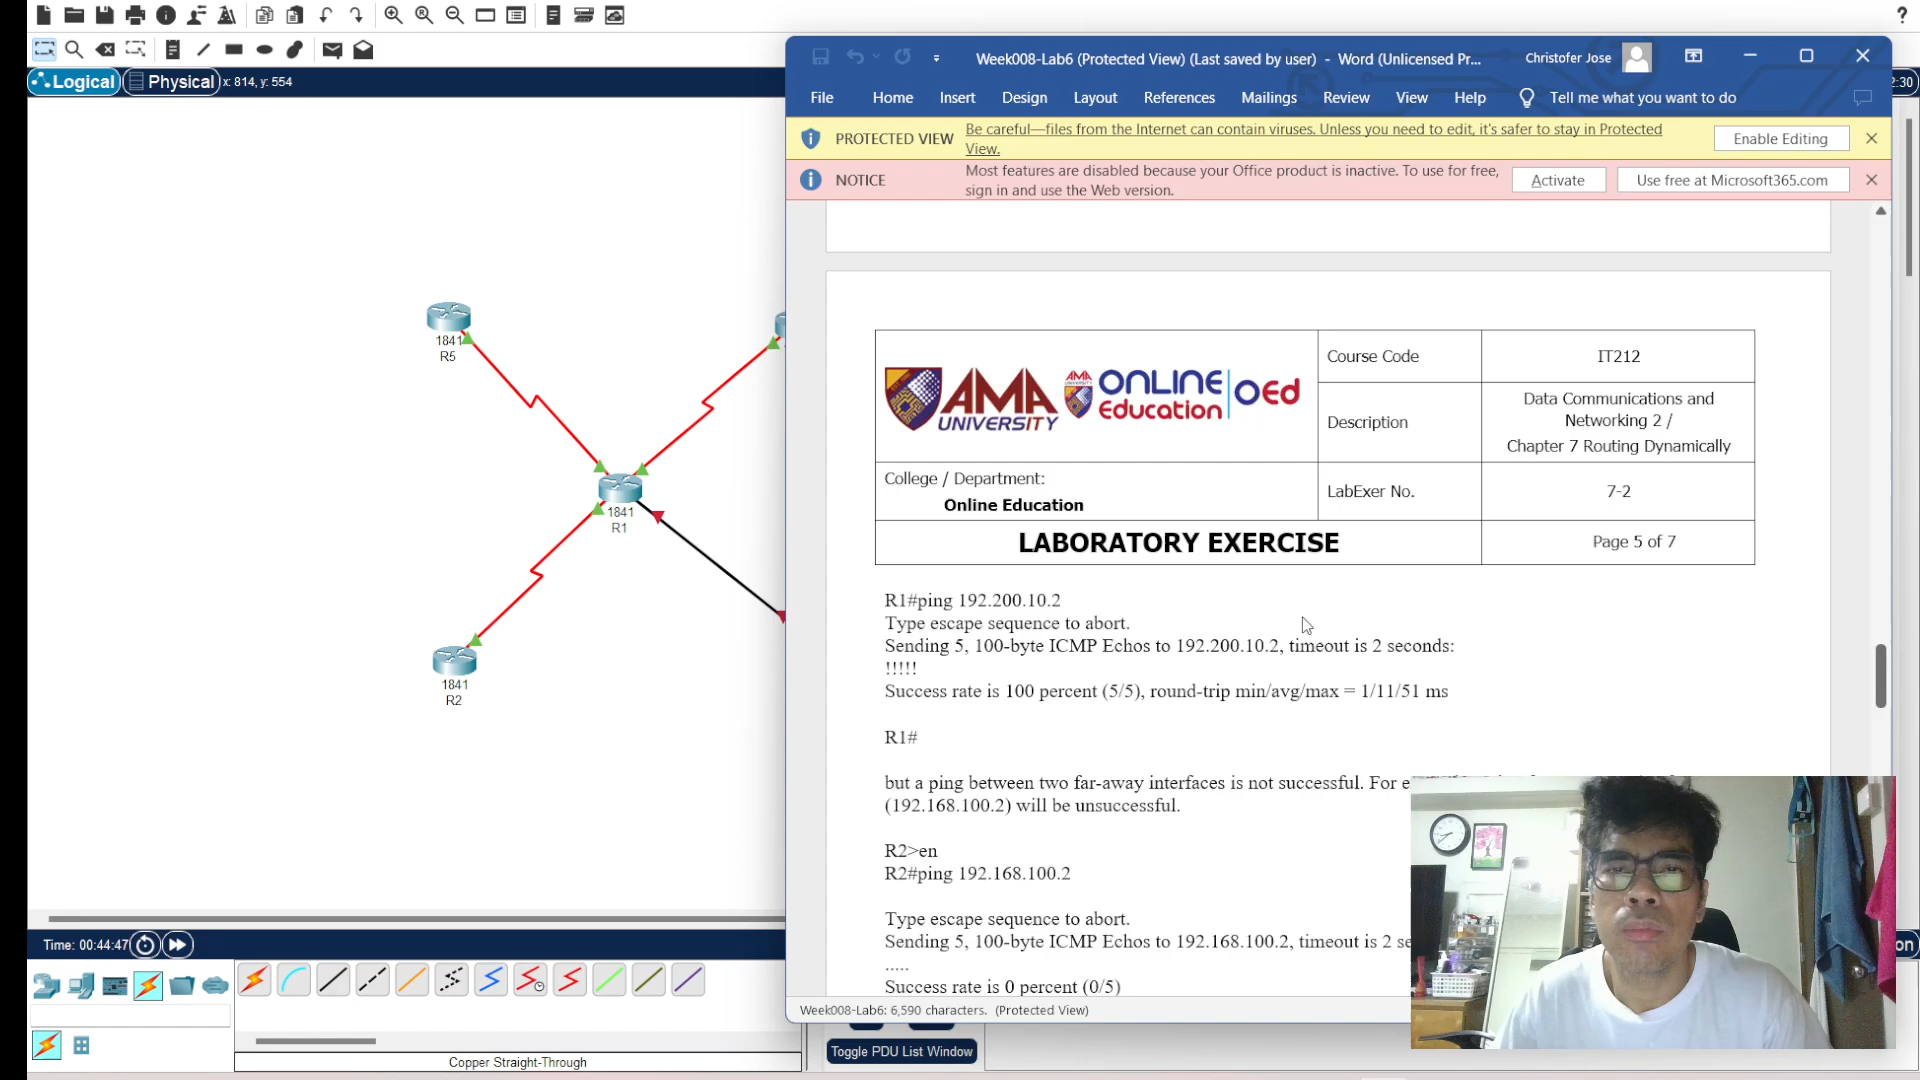 ?
Logical
Physical
x: 814, y: 554
2:30
1841
R5
1841
R1
1841
R2
Time: 00:44:47
Copper Straight-Through
Toggle PDU List Window
on
Week008-Lab6 (Protected View) (Last saved by user) - Word (Unlicensed Pr...
Christofer Jose
File Home Insert Design Layout References Mailings Review View Help Tell me what you want to do
PROTECTED VIEW
Be careful—files from the Internet can contain viruses. Unless you need to edit, it's safer to stay in Protected
View.
Enable Editing
NOTICE
Most features are disabled because your Office product is inactive. To use for free,
sign in and use the Web version.
Activate
Use free at Microsoft365.com
AMA
UNIVERSITY
AMA
ONLINE
Education
OEd
Course Code
IT212
Description
Data Communications and
Networking 2 /
Chapter 7 Routing Dynamically
College / Department:
Online Education
LabExer No.
7-2
LABORATORY EXERCISE
Page 5 of 7
R1#ping 192.200.10.2
Type escape sequence to abort.
Sending 5, 100-byte ICMP Echos to 192.200.10.2, timeout is 2 seconds:
!!!!!
Success rate is 100 percent (5/5), round-trip min/avg/max = 1/11/51 ms
R1#
but a ping between two far-away interfaces is not successful. For e
(192.168.100.2) will be unsuccessful.
R2>en
R2#ping 192.168.100.2
Type escape sequence to abort.
Sending 5, 100-byte ICMP Echos to 192.168.100.2, timeout is 2 se
.....
Success rate is 0 percent (0/5)
Week008-Lab6: 6,590 characters. (Protected View)